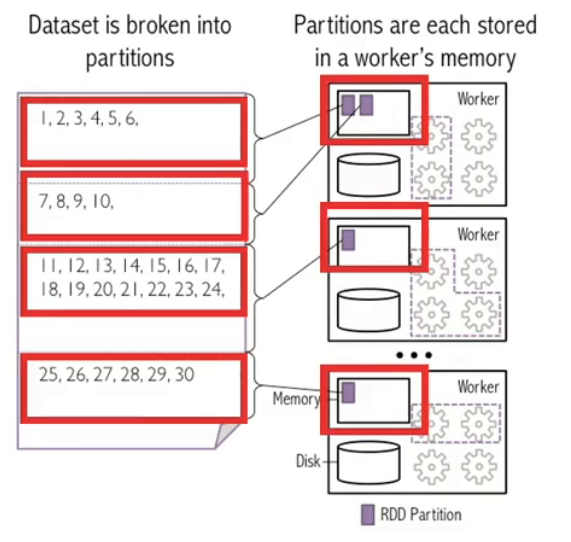 Dataset is broken into
partitions
Partitions are each stored
in a worker's memory
1, 2, 3, 4, 5, 6,
7, 8, 9, 10,
11, 12, 13, 14, 15, 16, 17,
18, 19, 20, 21, 22, 23, 24,
25, 26, 27, 28, 29, 30
Worker
Worker
•••
Worker
Memory
Disk
RDD Partition